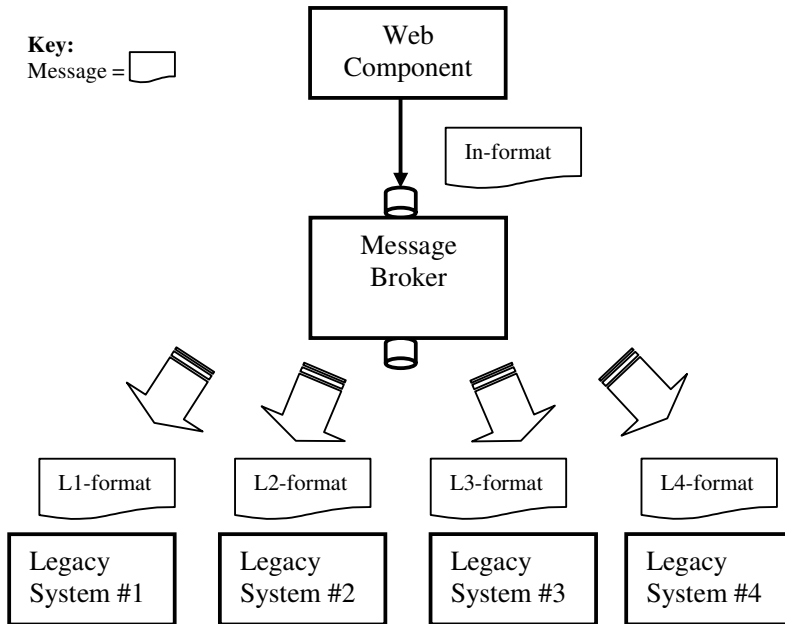 Key:
Message =
Web
Component
In-format
Message
Broker
L1-format
L2-format
L3-format
L4-format
Legacy
System #1
Legacy
System #2
Legacy
System #3
Legacy
System #4